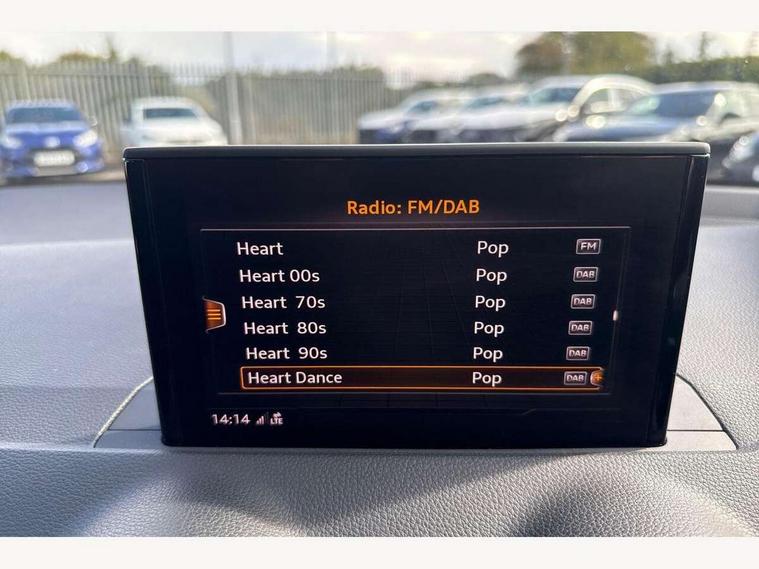 Radio: FM/DAB
Heart Pop FM
Heart 00s Pop DAB
Heart 70s Pop DAB
Heart 80s Pop DAB
Heart 90s Pop DAB
Heart Dance Pop DAB
14:14 LTE